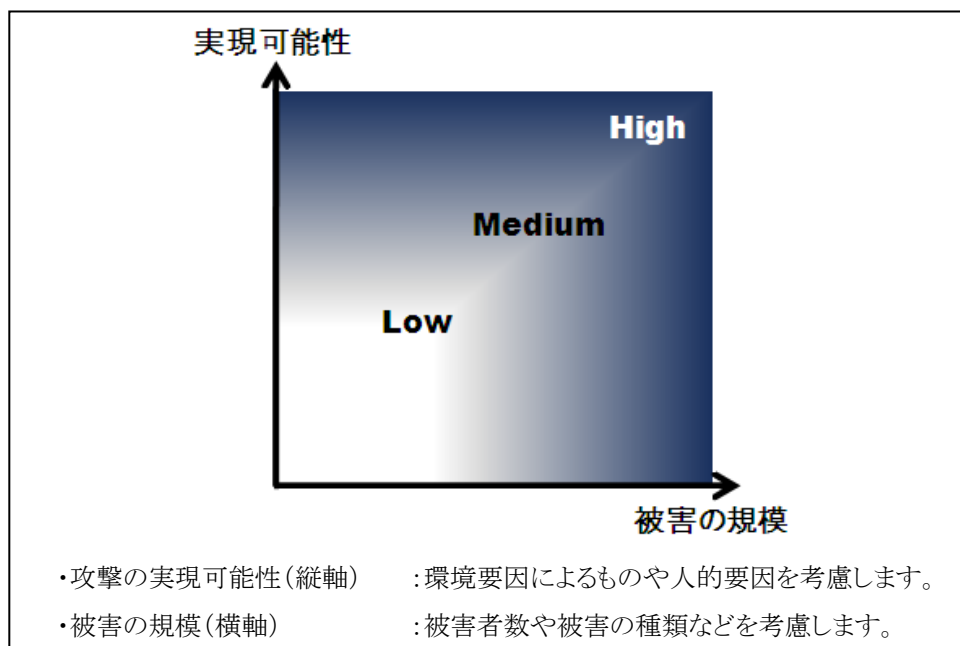 実現可能性
High
Medium
Low
被害の規模
・攻撃の実現可能性(縦軸) :環境要因によるものや人的要因を考慮します。
・被害の規模(横軸) :被害者数や被害の種類などを考慮します。